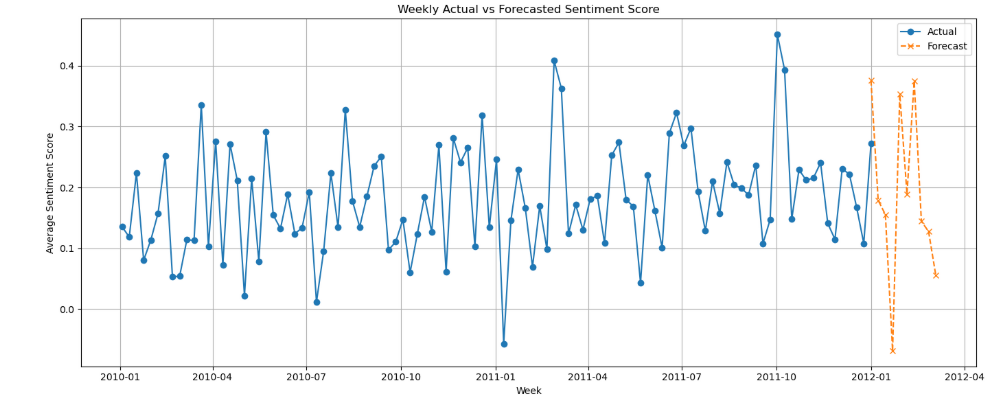 Weekly Actual vs Forecasted Sentiment Score
Actual
Forecast
Average Sentiment Score
0.4
0.3
0.2
0.1
0.0
2010-01 2010-04 2010-07 2010-10 2011-01 2011-04 2011-07 2011-10 2012-01 2012-04
Week